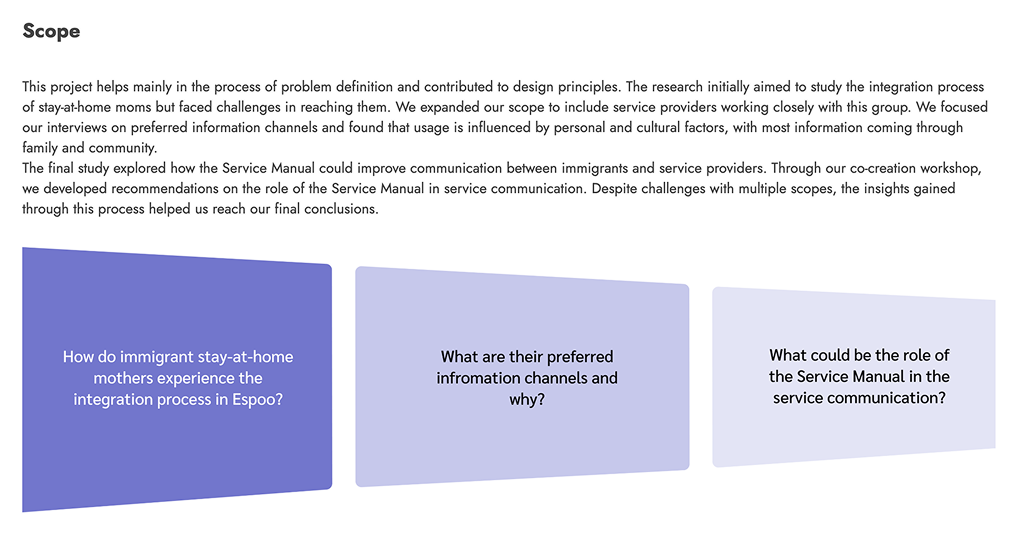 Scope
This project helps mainly in the process of problem definition and contributed to design principles. The research initially aimed to study the integration process
of stay-at-home moms but faced challenges in reaching them. We expanded our scope to include service providers working closely with this group. We focused
our interviews on preferred information channels and found that usage is influenced by personal and cultural factors, with most information coming through
family and community.
The final study explored how the Service Manual could improve communication between immigrants and service providers. Through our co-creation workshop,
we developed recommendations on the role of the Service Manual in service communication. Despite challenges with multiple scopes, the insights gained
through this process helped us reach our final conclusions.
How do immigrant stay-at-home
mothers experience the
integration process in Espoo?
What are their preferred
infromation channels and
why?
What could be the role of
the Service Manual in the
service communication?